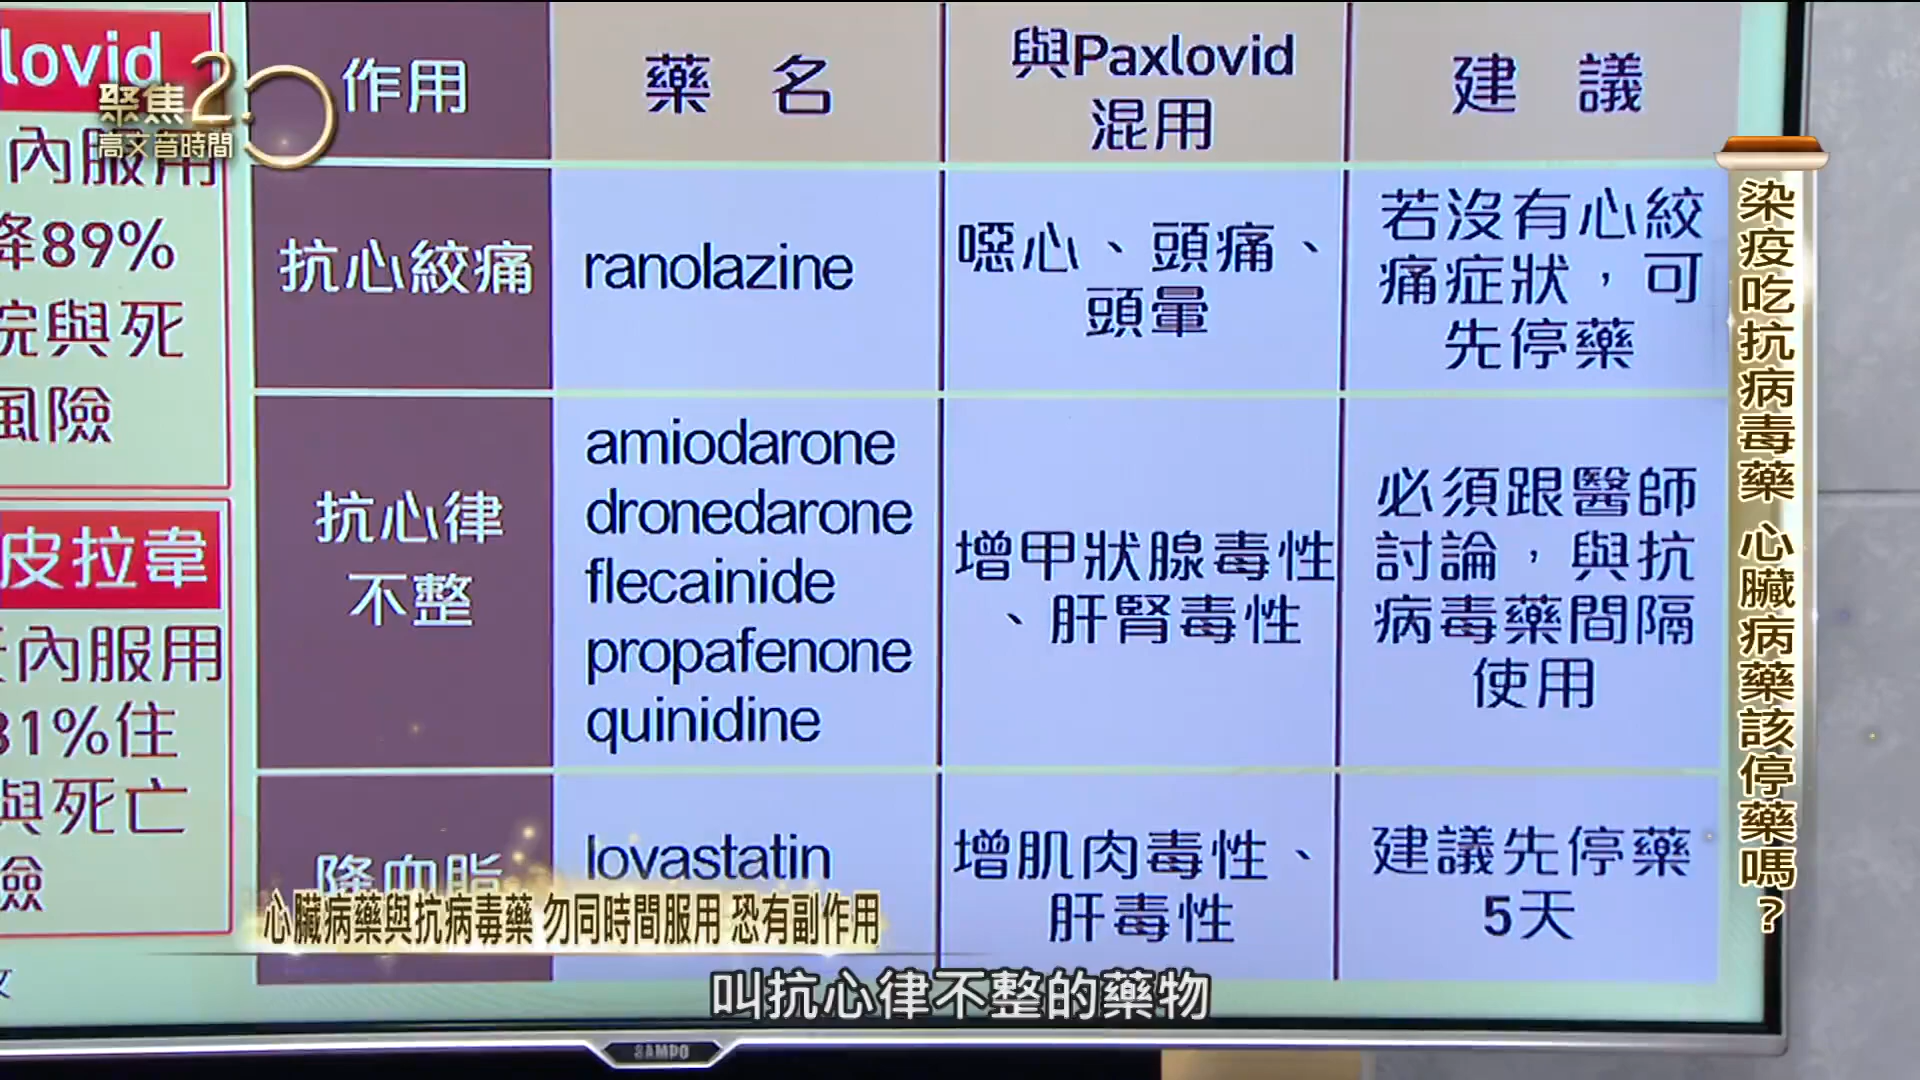 lovid
聚焦2.0
高文音時間
內服用
降89%
院與死
風險
皮拉韋
天內服用
81%住
與死亡
險
作用
藥名
與Paxlovid
混用
建議
抗心絞痛
ranolazine
噁心、頭痛、
頭暈
若沒有心絞
痛症狀，可
先停藥
抗心律
不整
amiodarone
dronedarone
flecainide
propafenone
quinidine
增甲狀腺毒性
、肝腎毒性
必須跟醫師
討論，與抗
病毒藥間隔
使用
降血脂
lovastatin
增肌肉毒性、
肝毒性
建議先停藥
5天
染疫吃抗病毒藥 心臟病藥該停藥嗎？
心臟病藥與抗病毒藥 勿同時間服用 恐有副作用
叫抗心律不整的藥物
SAMPO